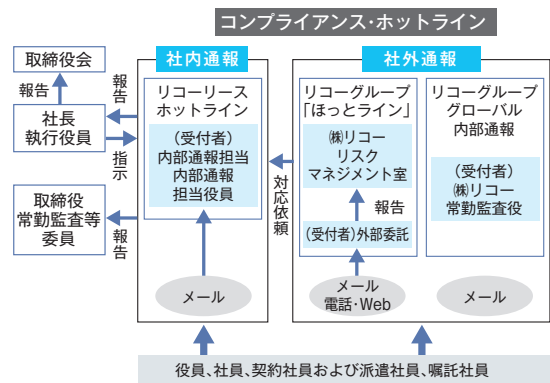 コンプライアンス・ホットライン
取締役会
報告
社長
執行役員
報告
指示
取締役
常勤監査等
委員
報告
社内通報
リコーリース
ホットライン
(受付者)
内部通報担当
内部通報
担当役員
メール
対応依頼
社外通報
リコーグループ
「ほっとライン」
㈱リコー
リスク
マネジメント室
報告
(受付者)外部委託
メール
電話・Web
リコーグループ
グローバル
内部通報
(受付者)
㈱リコー
常勤監査役
メール
役員、社員、契約社員および派遣社員、嘱託社員